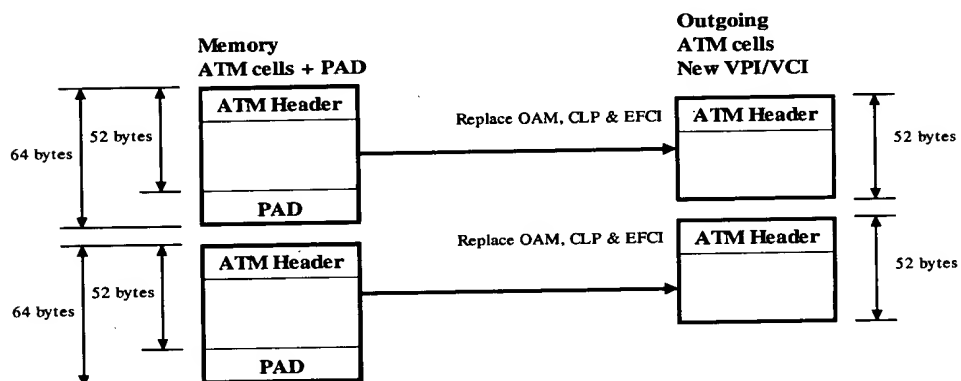 Memory
ATM cells + PAD
Outgoing
ATM cells
New VPI/VCI
64 bytes
52 bytes
ATM Header
PAD
Replace OAM, CLP & EFCI
ATM Header
52 bytes
64 bytes
52 bytes
ATM Header
PAD
Replace OAM, CLP & EFCI
ATM Header
52 bytes